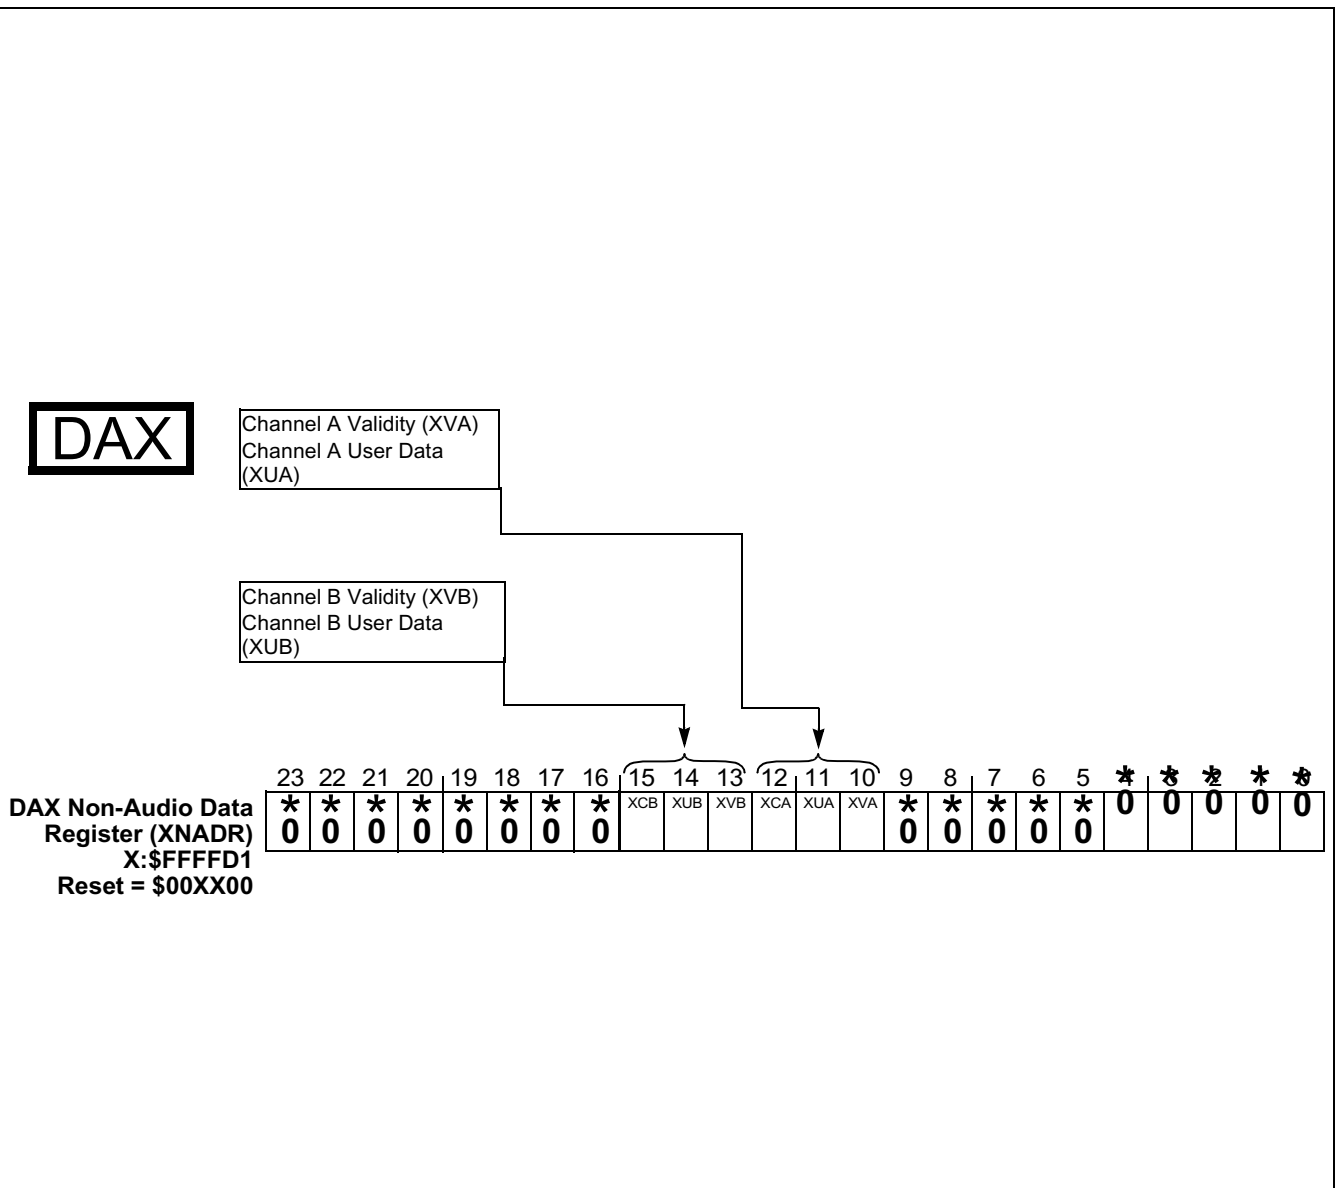 DAX
Channel A Validity (XVA)
Channel A User Data
(XUA)
Channel B Validity (XVB)
Channel B User Data
(XUB)
23 22 21 20 19 18 17 16 15 14 13 12 11 10 9 8 7 6 5 * * * * *
DAX Non-Audio Data * * * * * * * * XCB XUB XVB XCA XUA XVA * * * * * 0 0 0 0 0
Register (XNADR) 0 0 0 0 0 0 0 0 0 0 0 0 0
X:$FFFFD1
Reset = $00XX00